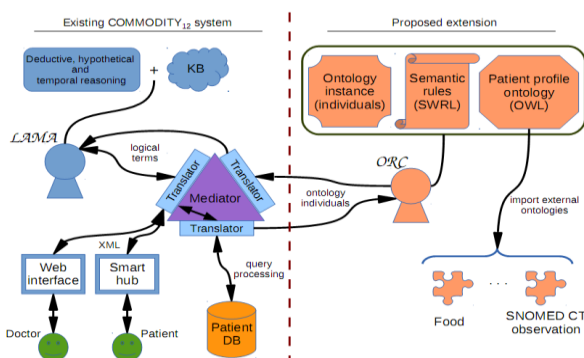 Existing COMMODITY12 system
Proposed extension
Deductive, hypothetical
and
temporal reasoning
+
KB
Ontology
instance
(individuals)
Semantic
rules
(SWRL)
Patient profile
ontology
(OWL)
LAMA
logical
terms
Translator
Translator
Mediator
Translator
ORC
ontology
individuals
import external
ontologies
XML
Web
interface
Smart
hub
query
processing
Doctor
Patient
Patient
DB
Food
...
SNOMED CT
observation